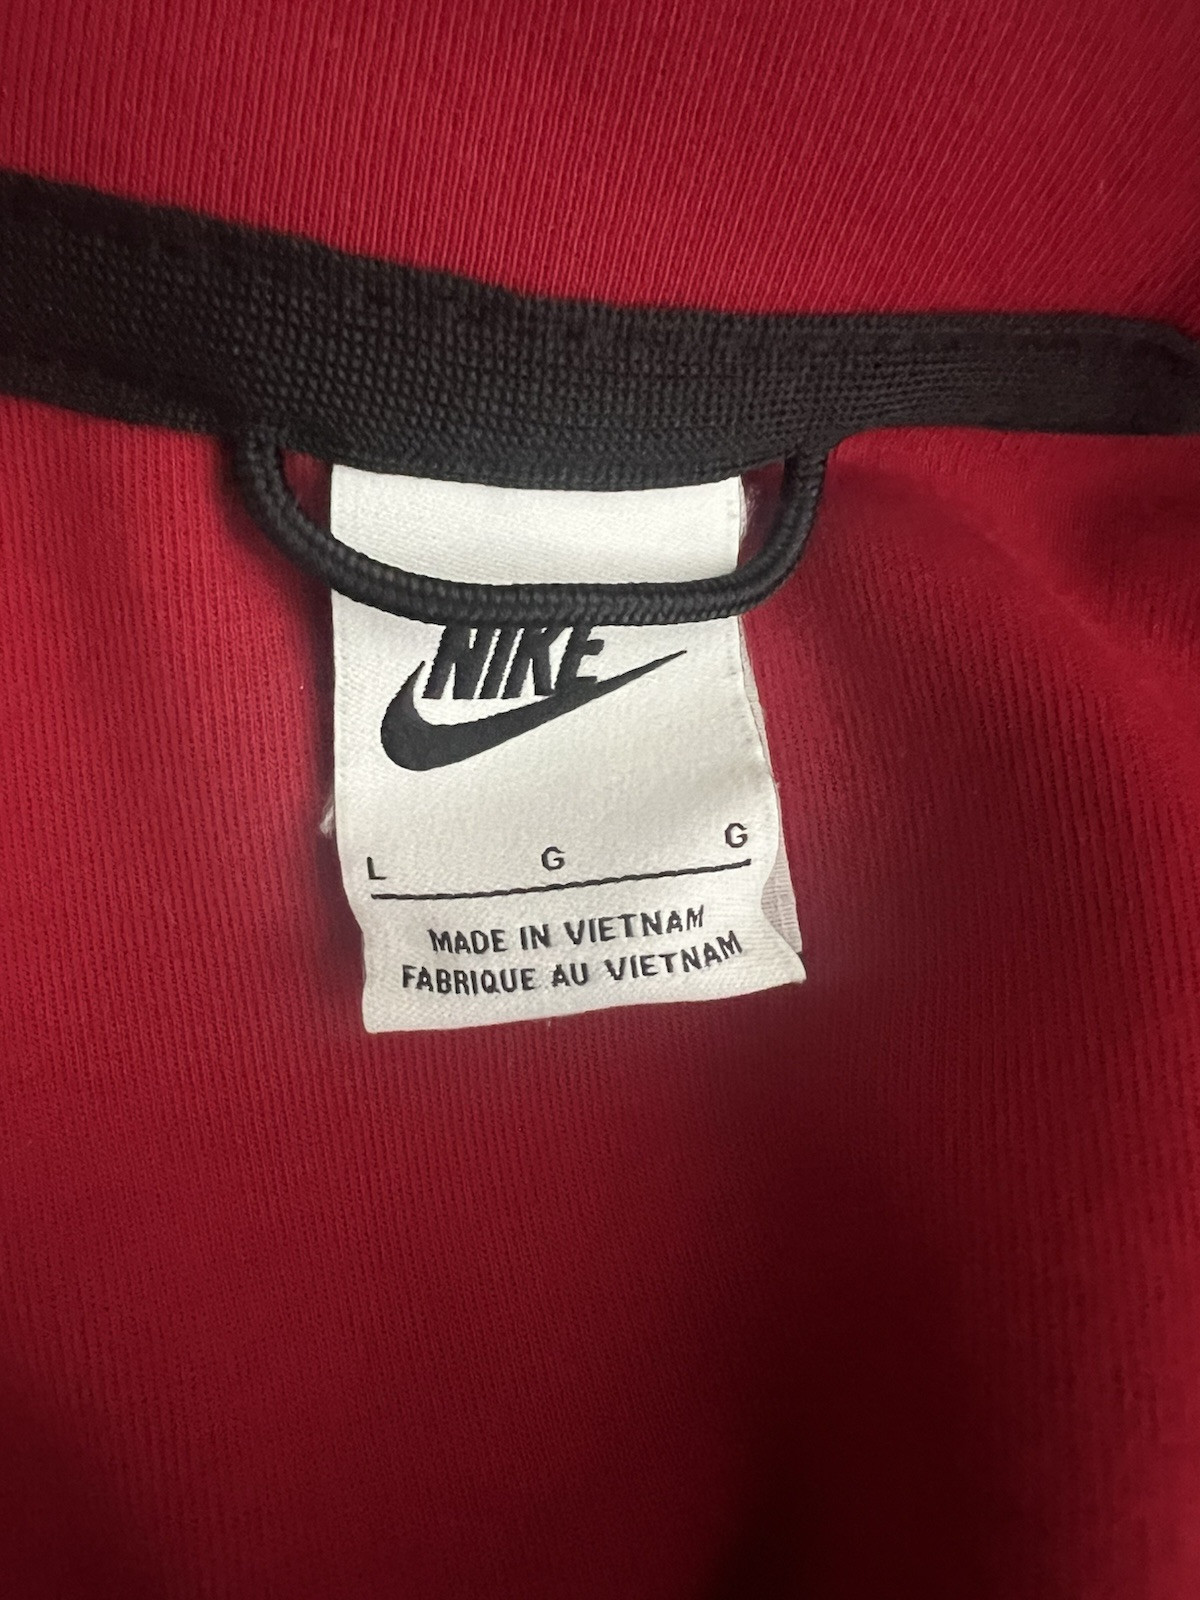 NIKE
L G G
MADE IN VIETNAM
FABRIQUE AU VIETNAM